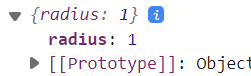 {radius: 1} i
radius: 1
[[Prototype]]: Object